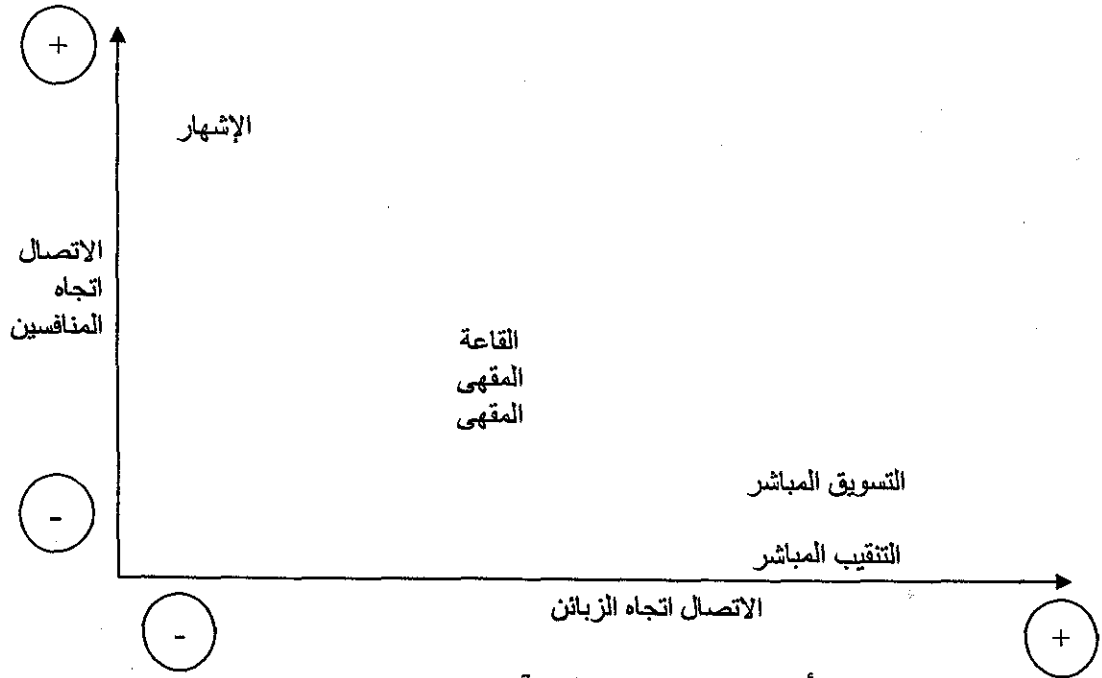 +
الإشهار
الاتصال
اتجاه
المنافسين
القاعة
المقهى
المقهى
التسويق المباشر
-
التنقيب المباشر
الاتصال اتجاه الزبائن
-
+